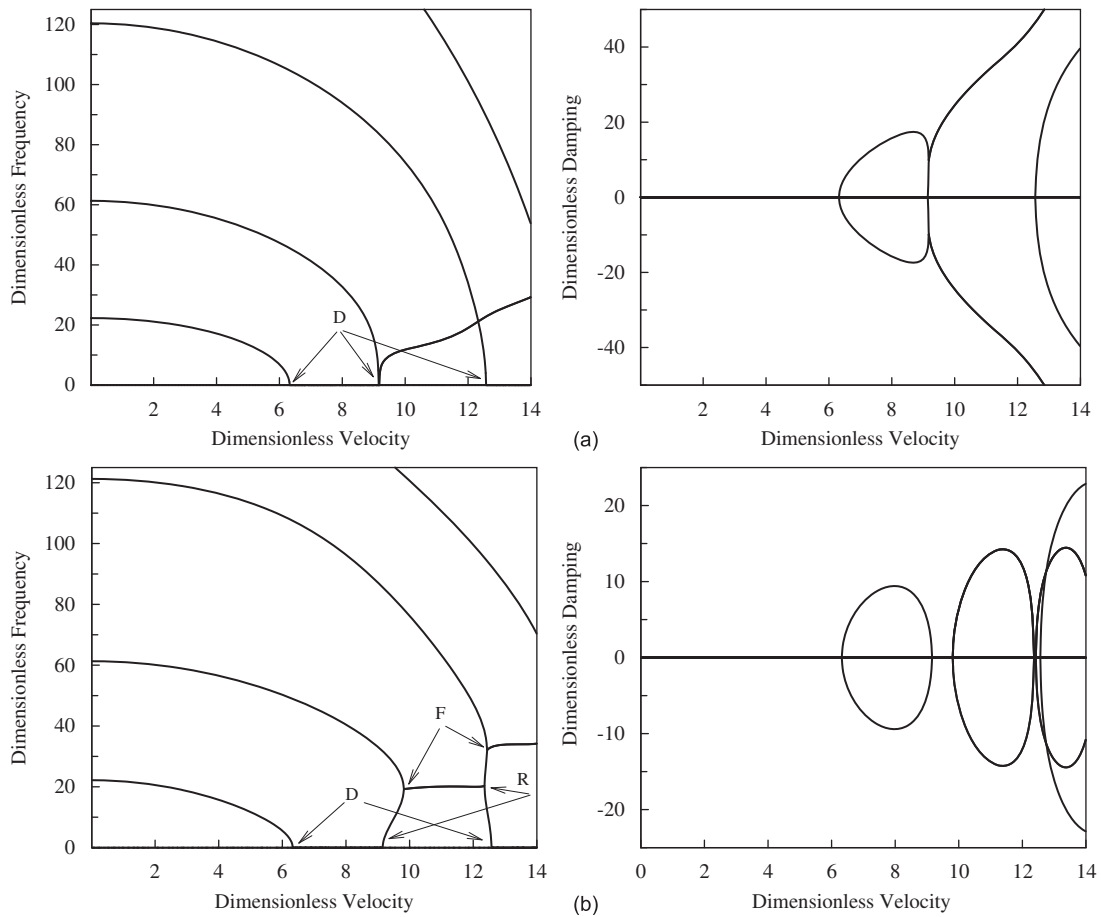 Dimensionless Frequency
120
100
80
60
40
20
0
D
2 4 6 8 10 12 14
Dimensionless Velocity
Dimensionless Damping
40
20
0
-20
-40
2 4 6 8 10 12 14
Dimensionless Velocity
(a)
Dimensionless Frequency
120
100
80
60
40
20
0
F
R
D
2 4 6 8 10 12 14
Dimensionless Velocity
Dimensionless Damping
20
10
0
-10
-20
0 2 4 6 8 10 12 14
Dimensionless Velocity
(b)